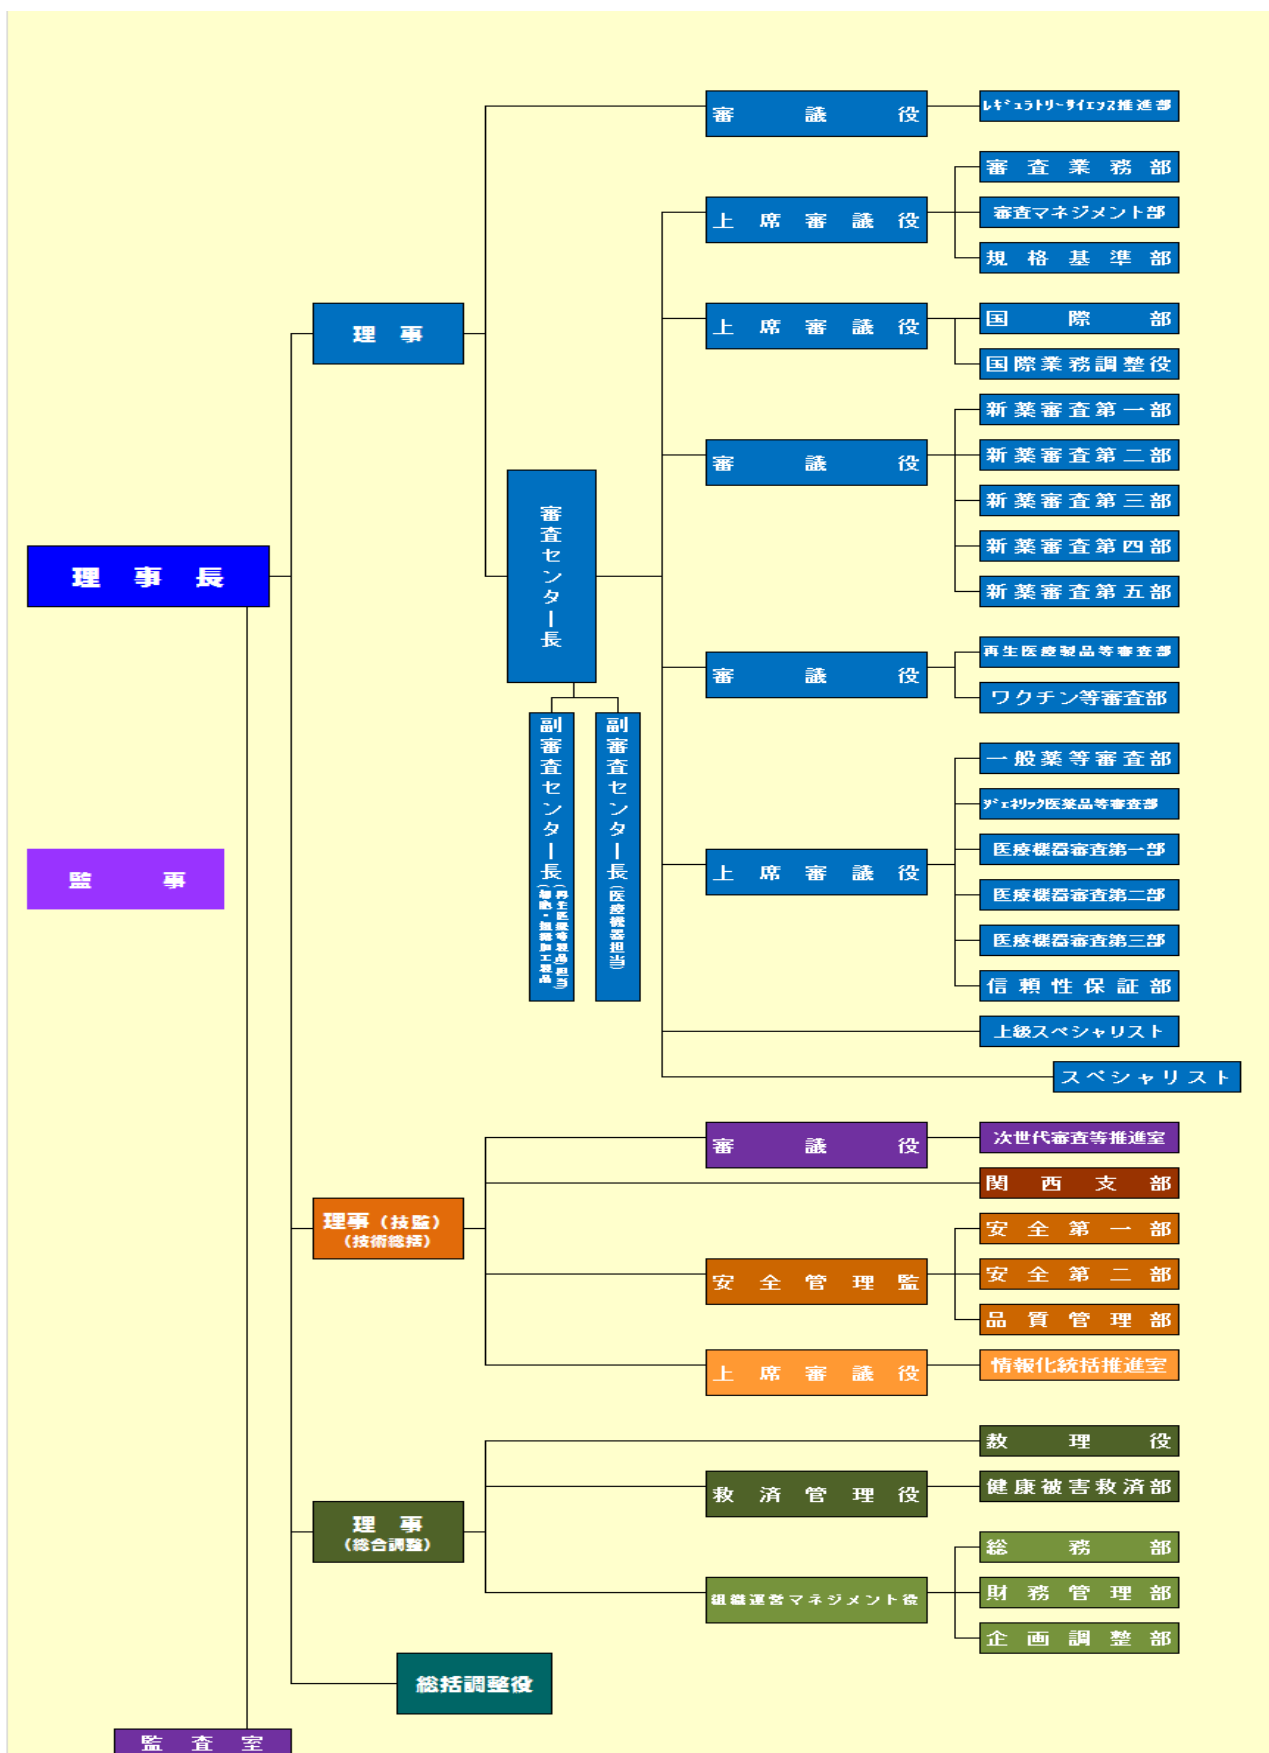 審議役
レギュラトリーサイエンス推進部
審査業務部
上席審議役
審査マネジメント部
規格基準部
理事
上席審議役
国際部
国際業務調整役
新薬審査第一部
審議役
新薬審査第二部
新薬審査第三部
新薬審査第四部
新薬審査第五部
審査センター長
理事長
審議役
再生医療製品等審査部
ワクチン等審査部
副審査センター長
(再生医療等製品)担当)
(細胞・組織加工製品
副審査センター長(医療機器担当)
一般薬等審査部
ジェネリック医薬品等審査部
医療機器審査第一部
監事
上席審議役
医療機器審査第二部
医療機器審査第三部
信頼性保証部
上級スペシャリスト
スペシャリスト
審議役
次世代審査等推進室
関西支部
理事(技監)
(技術総括)
安全第一部
安全管理監
安全第二部
品質管理部
上席審議役
情報化統括推進室
数理役
救済管理役
健康被害救済部
理事
(総合調整)
総務部
組織運営マネジメント役
財務管理部
企画調整部
総括調整役
監査室